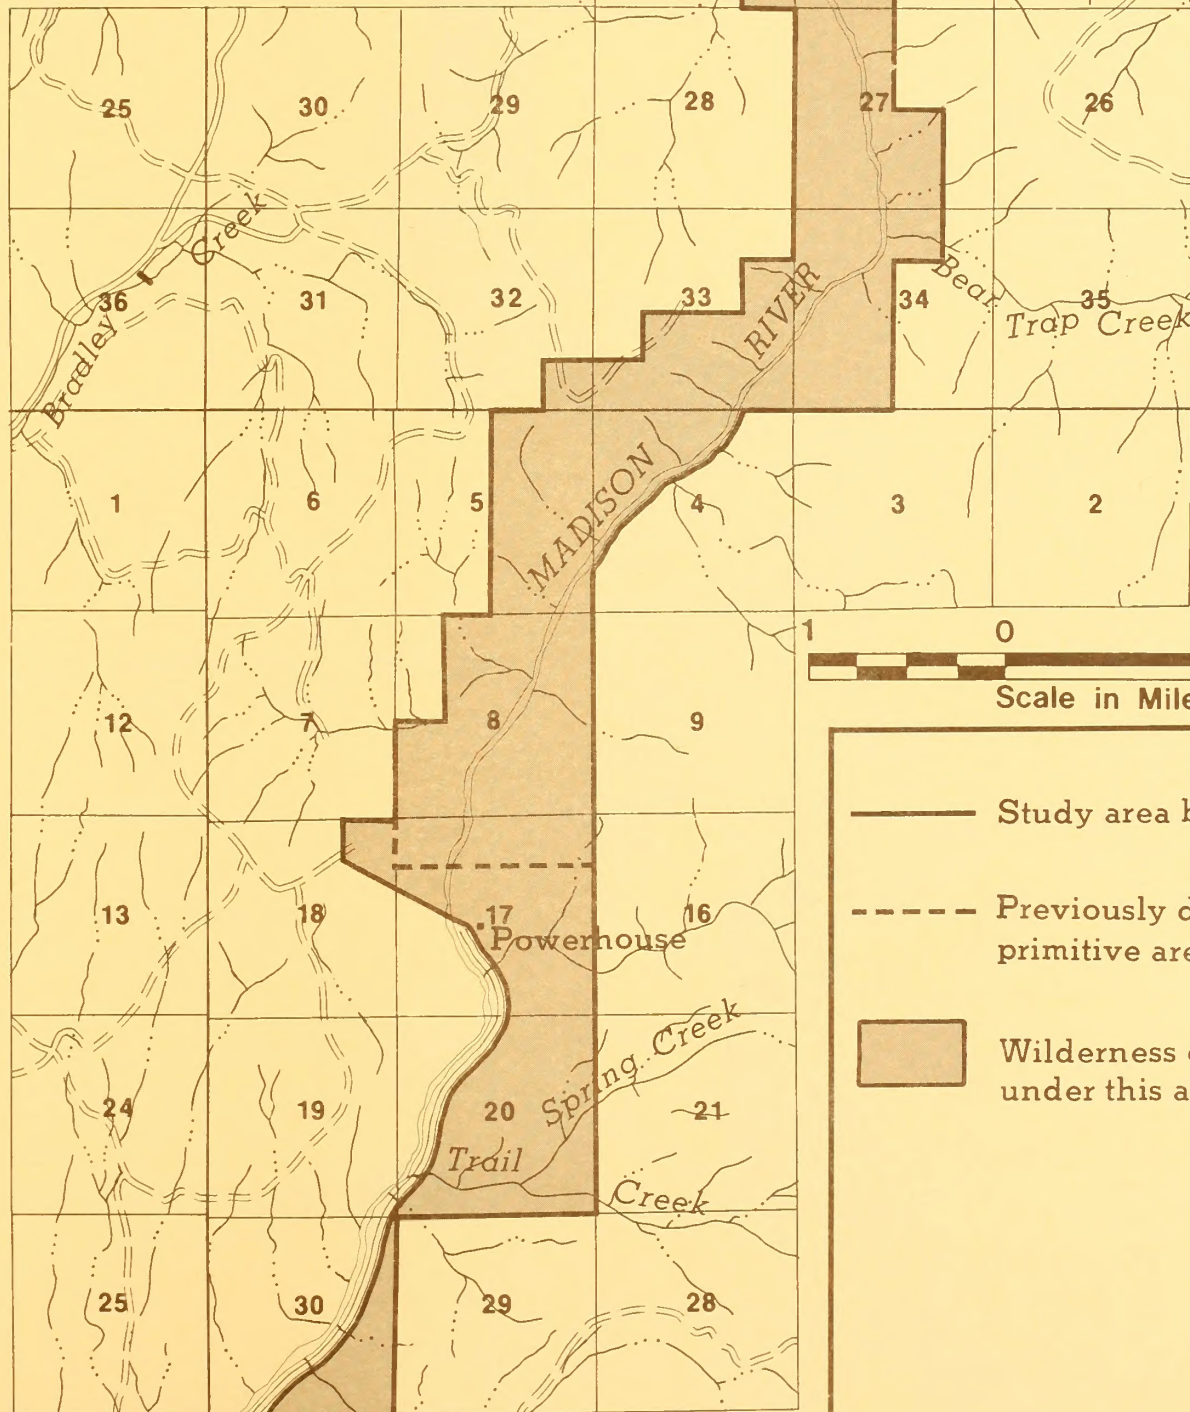 25 30 29 28 27 26
Creek
36 31 32 33 34 35
Bradley
RIVER
Bear
Trap Creek
MADISON
1 6 5 4 3 2
1 0
Scale in Mile
12 7 8 9
Study area b
13 18 17 16
Powerhouse
Previously d
primitive are
Spring Creek
Wilderness
under this a
24 19 20 21
Trail
Creek
25 30 29 28